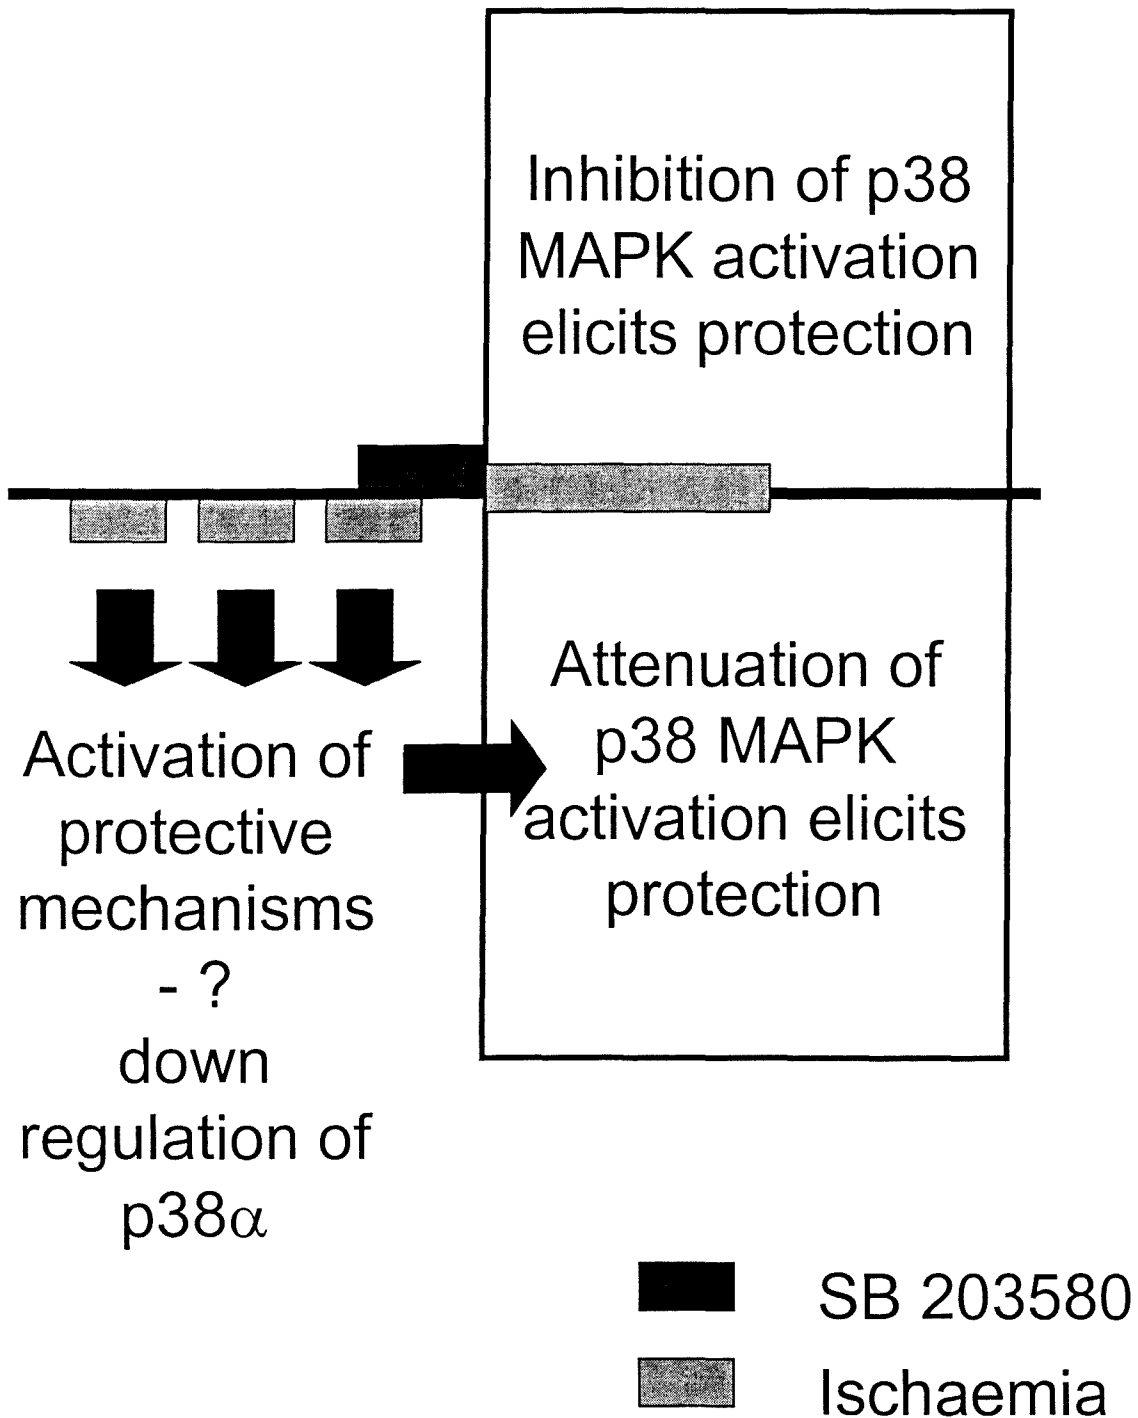 Inhibition of p38
MAPK activation
elicits protection
Attenuation of
p38 MAPK
activation elicits
protection
Activation of
protective
mechanisms
- ?
down
regulation of
p38α
SB 203580
Ischaemia